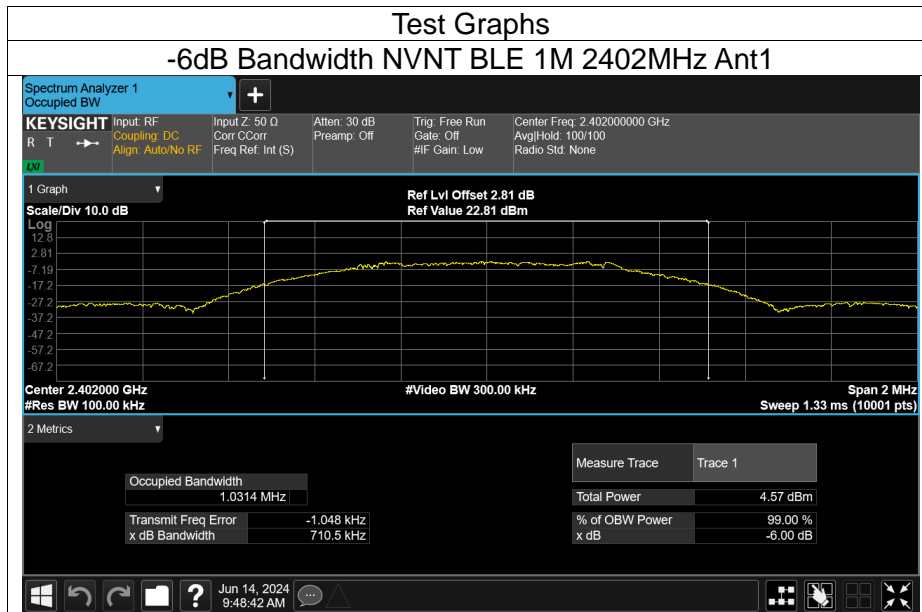 Test Graphs
-6dB Bandwidth NVNT BLE 1M 2402MHz Ant1
Spectrum Analyzer 1
Occupied BW
▼
+
KEYSIGHT
R T
LXI
Input: RF
Coupling: DC
Align: Auto/No RF
Input Z: 50 Ω
Corr CCorr
Freq Ref: Int (S)
Atten: 30 dB
Preamp: Off
Trig: Free Run
Gate: Off
#IF Gain: Low
Center Freq: 2.402000000 GHz
Avg|Hold: 100/100
Radio Std: None
1 Graph ▼
Scale/Div 10.0 dB
Ref Lvl Offset 2.81 dB
Ref Value 22.81 dBm
Log
12.8
2.81
-7.19
-17.2
-27.2
-37.2
-47.2
-57.2
-67.2
Center 2.402000 GHz
#Res BW 100.00 kHz
#Video BW 300.00 kHz
Span 2 MHz
Sweep 1.33 ms (10001 pts)
2 Metrics ▼
Occupied Bandwidth
1.0314 MHz
Transmit Freq Error -1.048 kHz
x dB Bandwidth 710.5 kHz
Measure Trace Trace 1
Total Power 4.57 dBm
% of OBW Power 99.00 %
x dB -6.00 dB
?
Jun 14, 2024
9:48:42 AM